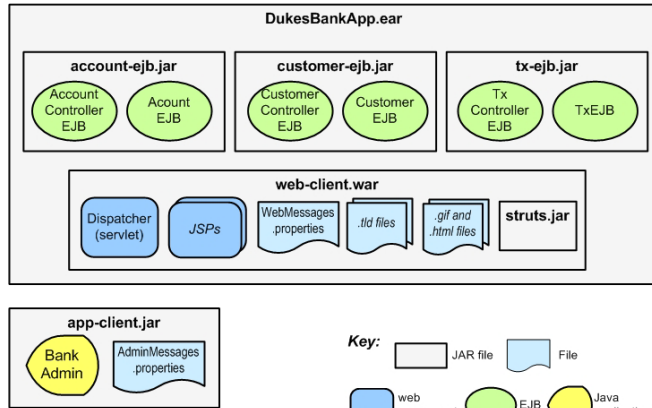 DukesBankApp.ear
account-ejb.jar
customer-ejb.jar
tx-ejb.jar
Account
Controller
EJB
Acount
EJB
Customer
Controller
EJB
Customer
EJB
Tx
Controller
EJB
TxEJB
web-client.war
Dispatcher
(servlet)
JSPs
WebMessages
.properties
.tld files
.gif and
.html files
struts.jar
app-client.jar
Bank
Admin
AdminMessages
.properties
Key:
JAR file
File
web
EJB
Java